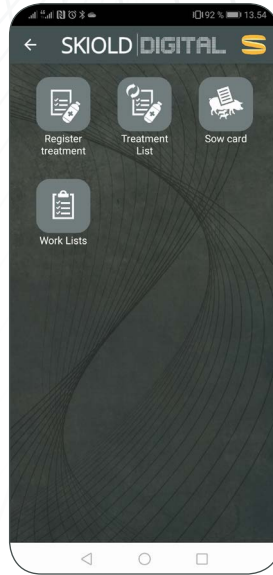 92 % 13.54
SKIOLD DIGITAL S
Register
treatment
Treatment
List
Sow card
Work Lists